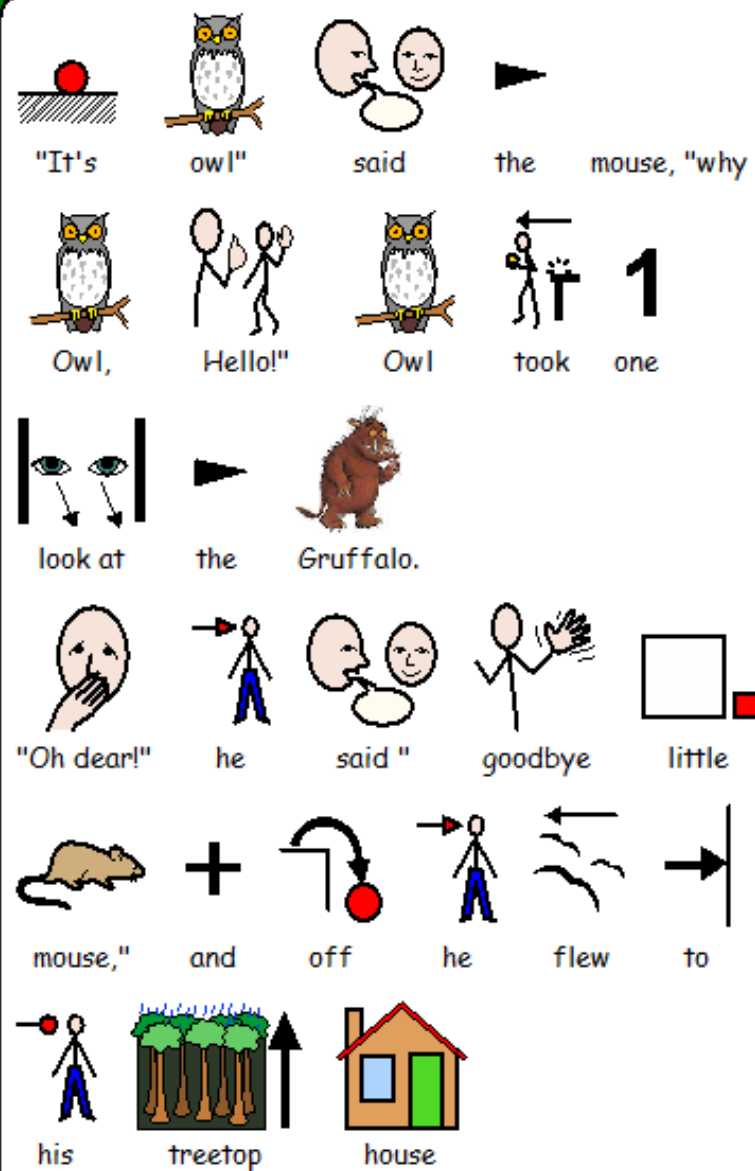 "It's owl" said the mouse, "why
1
Owl, Hello!" Owl took one
look at the Gruffalo.
"Oh dear!" he said " goodbye little
mouse," and off he flew to
his treetop house